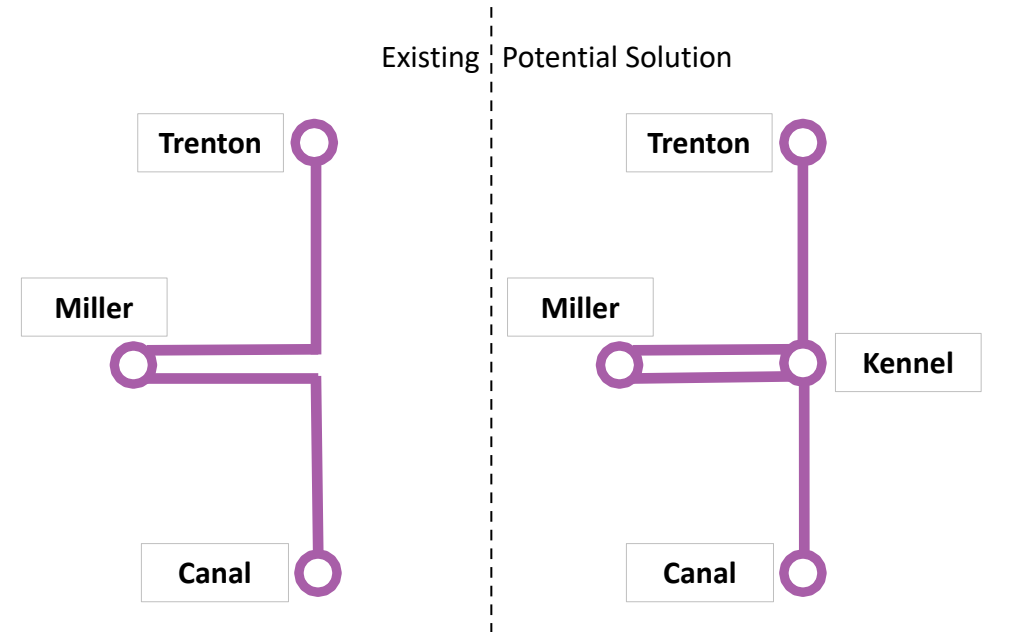 Existing
Potential Solution
Trenton
Miller
Canal
Trenton
Miller
Kennel
Canal